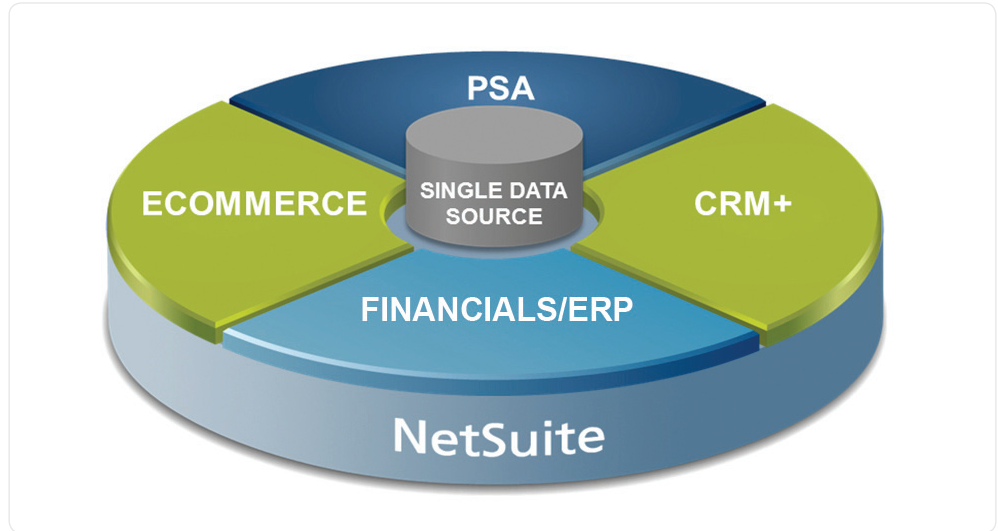 PSA
ECOMMERCE
SINGLE DATA
SOURCE
CRM+
FINANCIALS/ERP
NetSuite